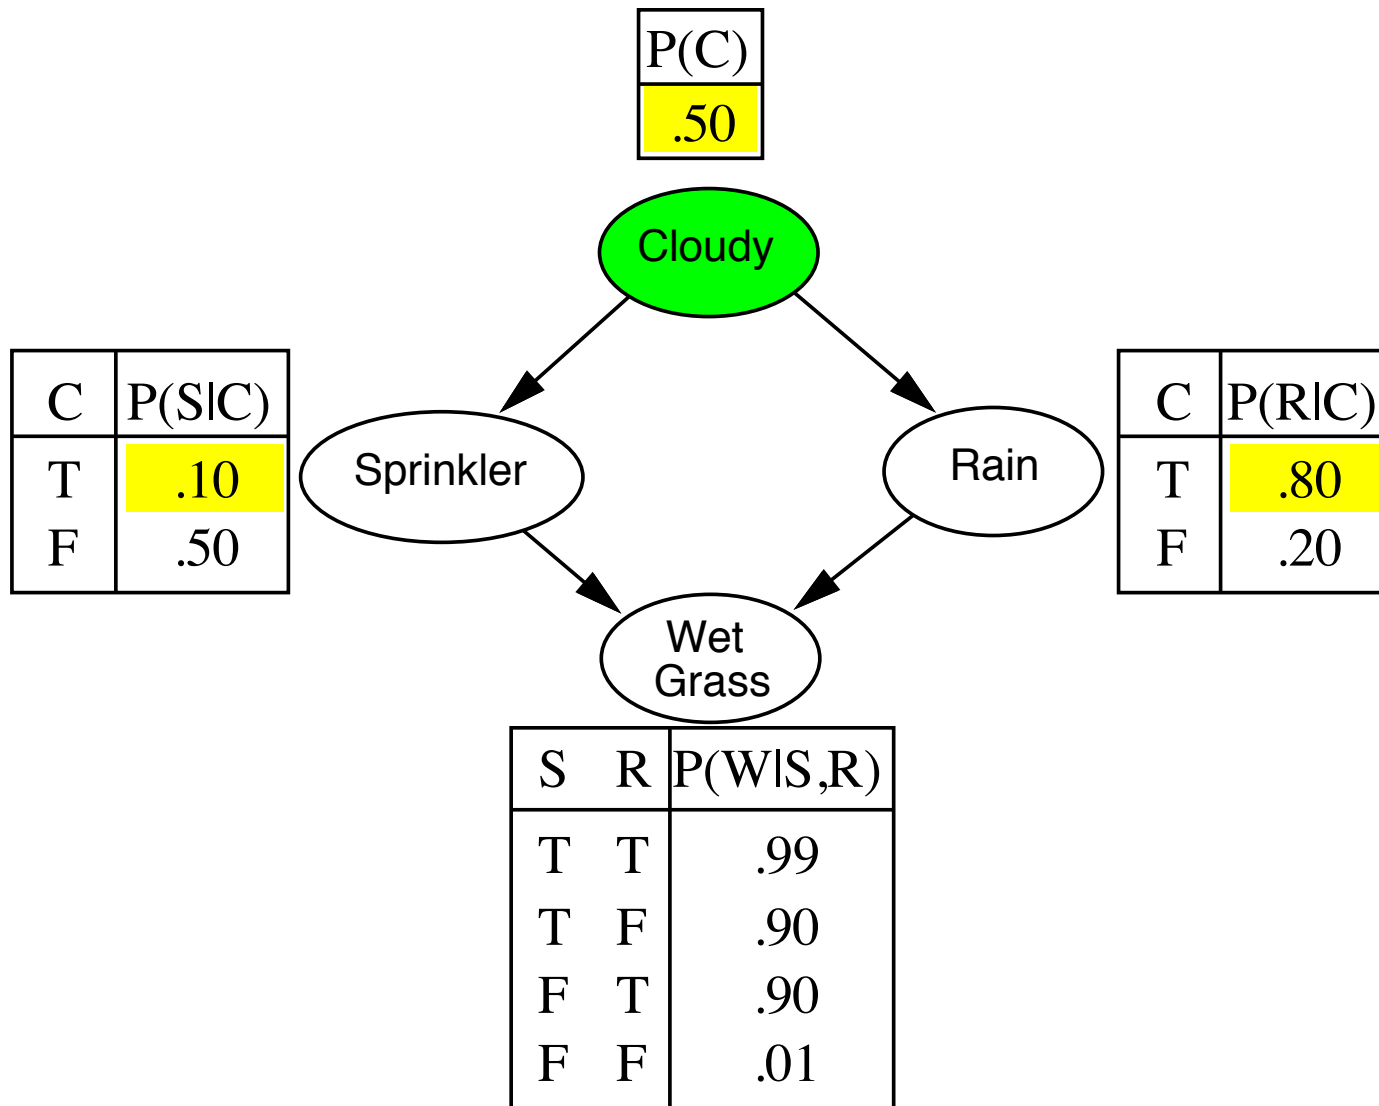 P(C)
.50
Cloudy
C P(S|C)
T .10
F .50
Sprinkler
Rain
C P(R|C)
T .80
F .20
Wet
Grass
S R P(W|S,R)
T T .99
T F .90
F T .90
F F .01